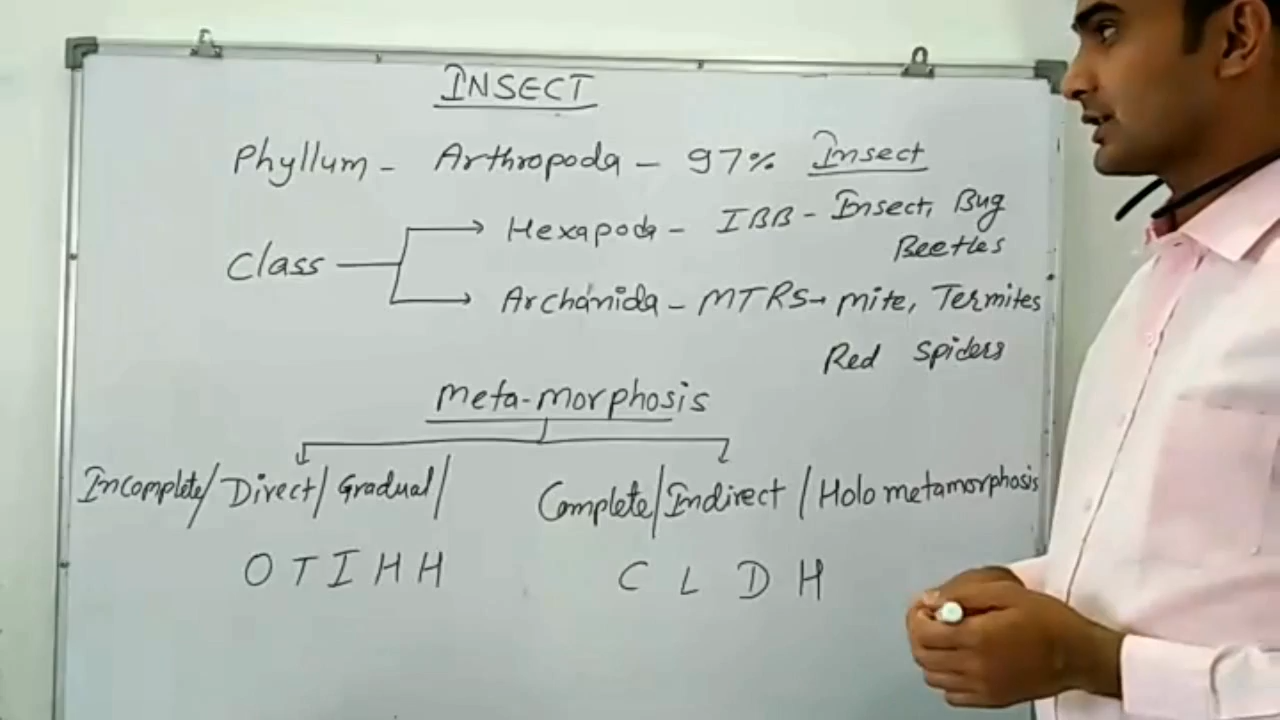 INSECT
Phyllum - Arthropoda - 97% Insect
Class
Hexapoda - IBB - Insect, Bug
Beetles
Archanida - MTRS → mite, Termites
Red Spiders
Meta-morphosis
Incomplete/Direct/Gradual/
Complete/Indirect/Holo metamorphosis
O T I H H
C L D H